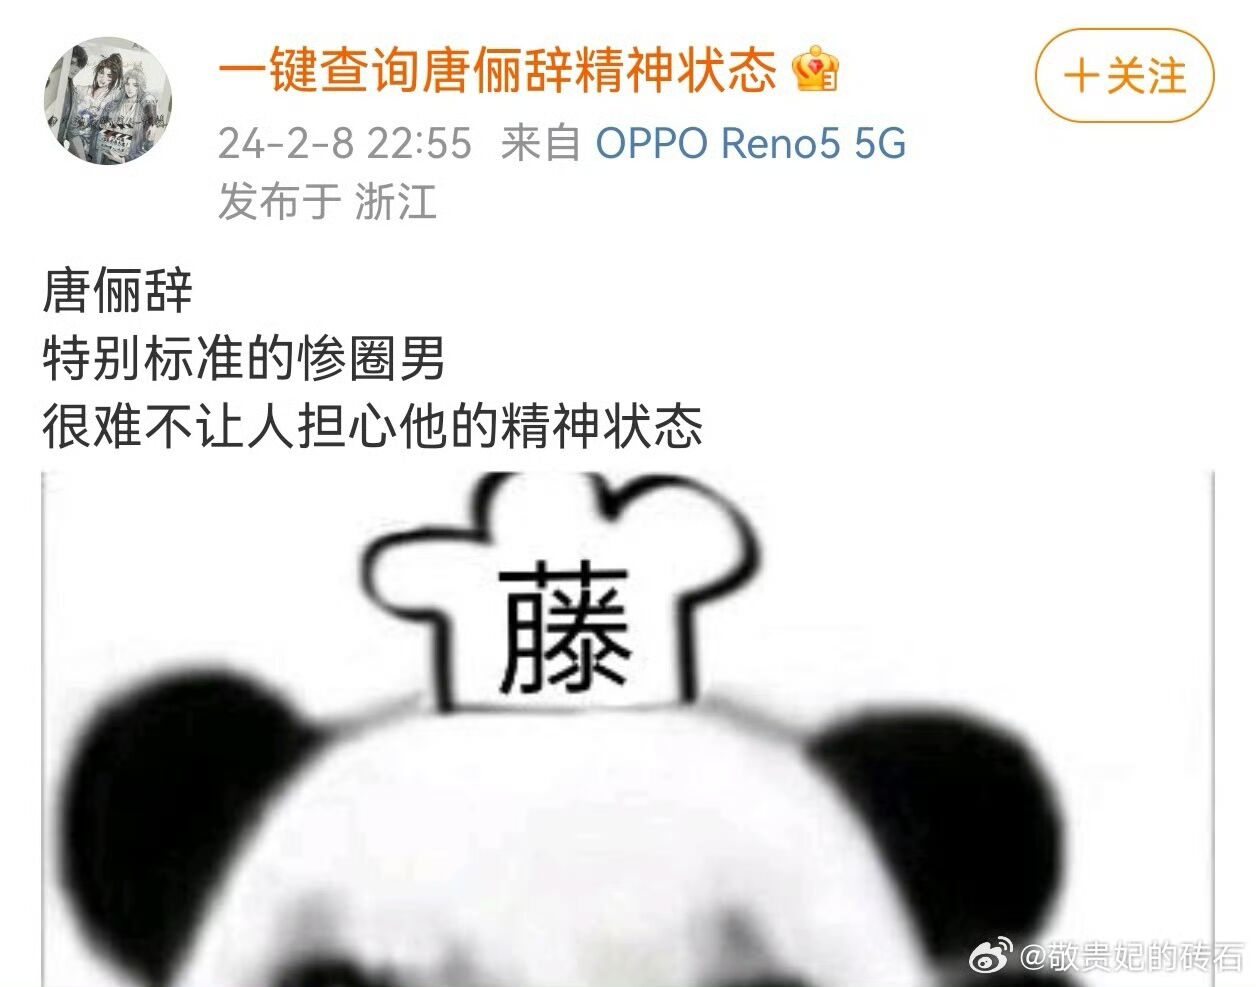 一键查询唐俪辞精神状态
+关注
24-2-8 22:55 来自 OPPO Reno5 5G
发布于 浙江
唐俪辞
特别标准的惨圈男
很难不让人担心他的精神状态
藤
@敬贵妃的砖石